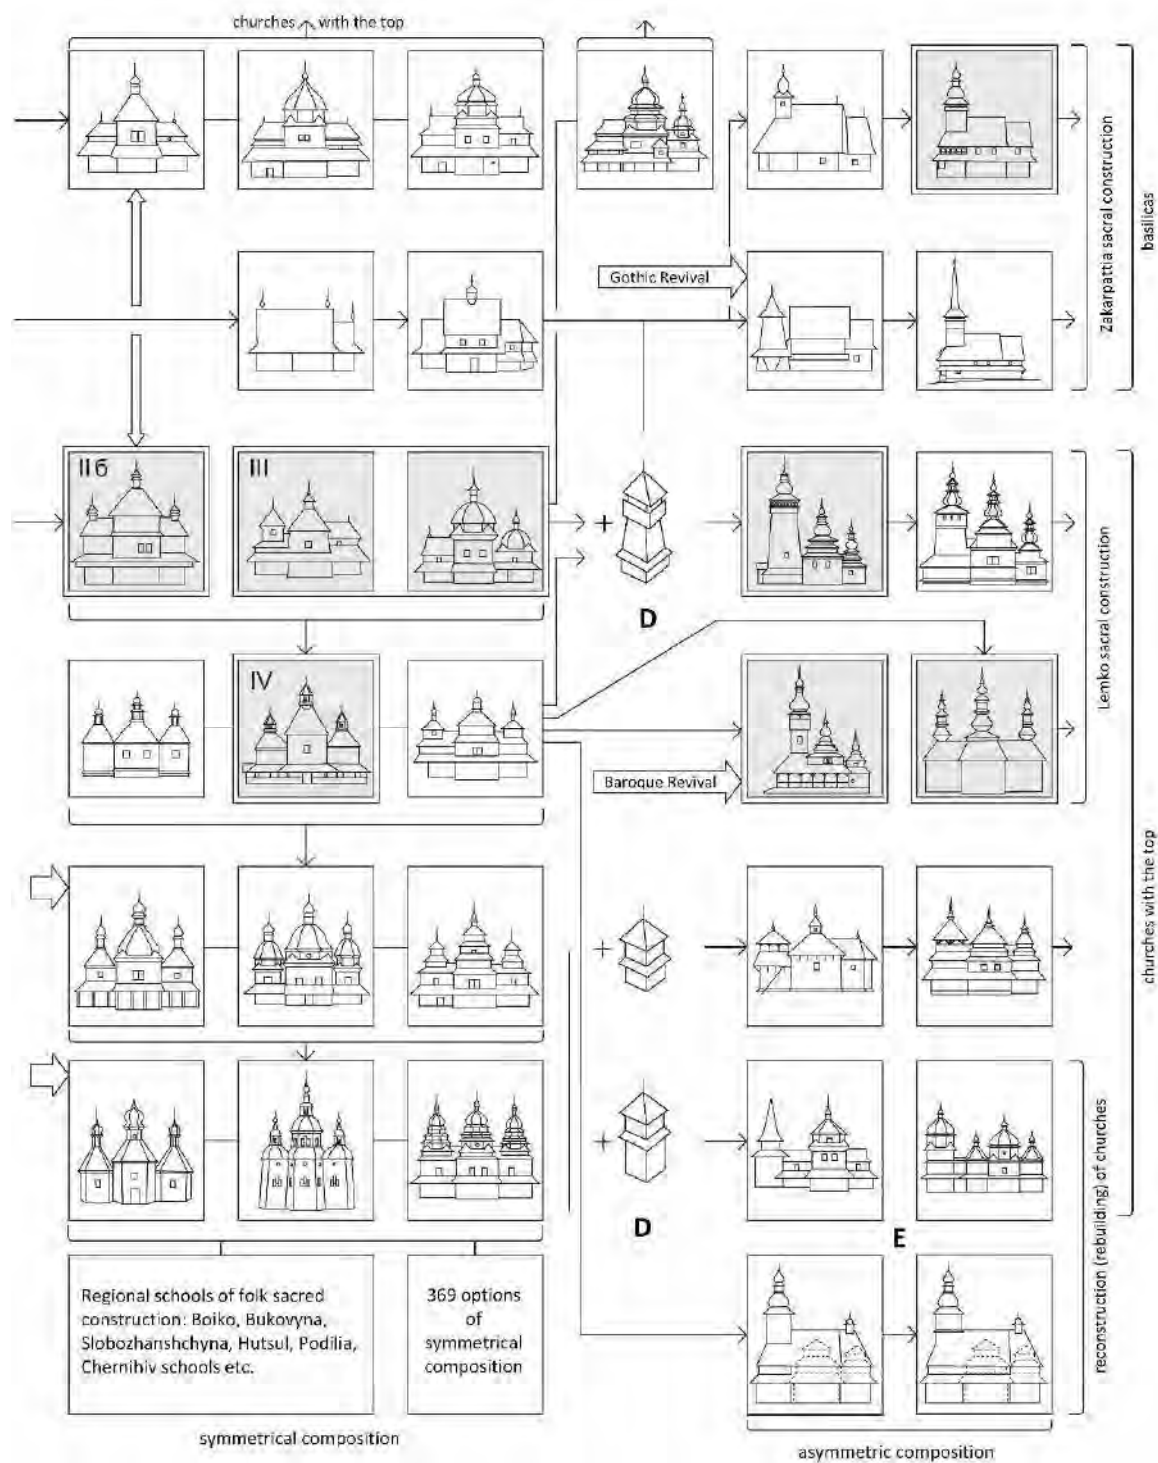 churches with the top
Gothic Revival
Zakarpattia sacral construction
basilicas
II б
III
+
D
Lemko sacral construction
IV
Baroque Revival
churches with the top
+
+
D
E
reconstruction (rebuilding) of churches
Regional schools of folk sacred
construction: Boiko, Bukovyna,
Slobozhanshchyna, Hutsul, Podilia,
Chernihiv schools etc.
369 options
of
symmetrical
composition
symmetrical composition
asymmetric composition